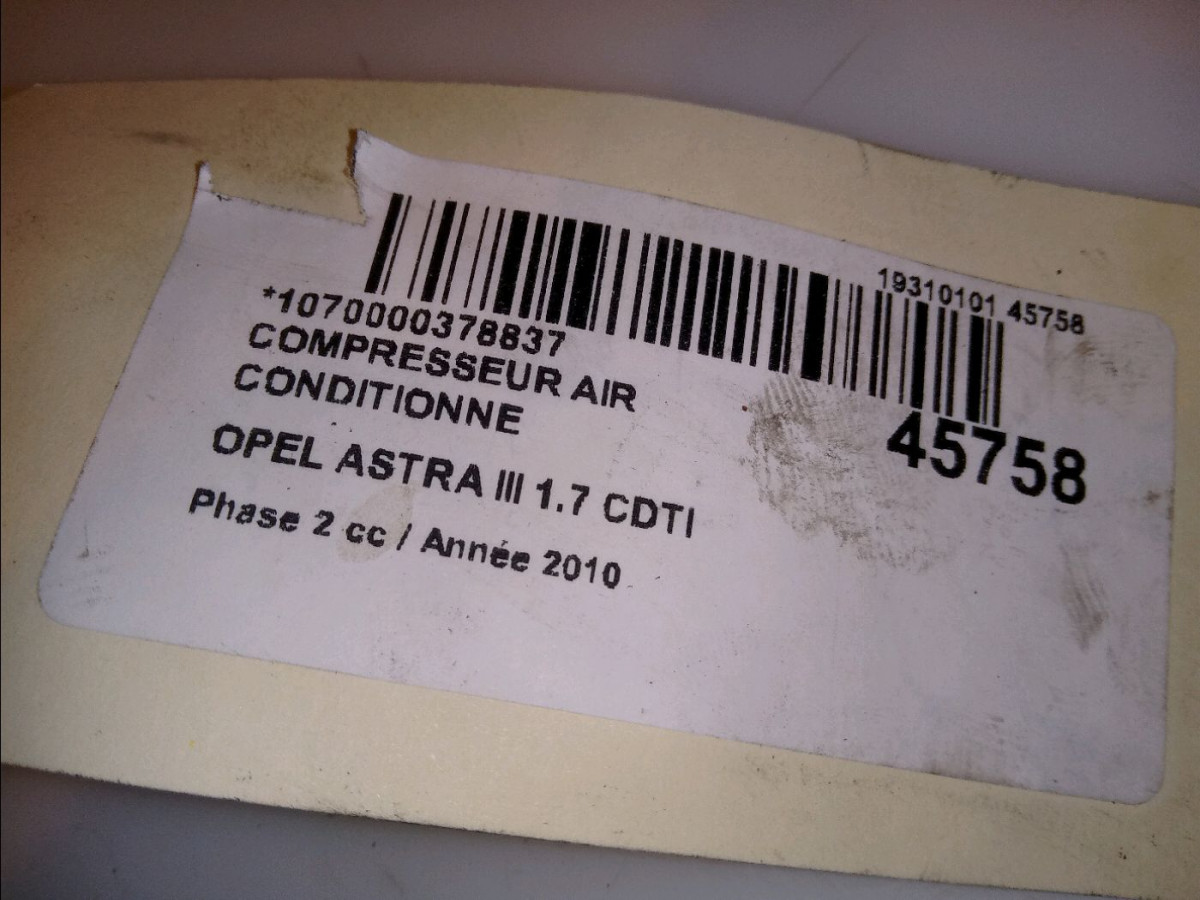 19310101 45758
*1070000378837
COMPRESSEUR AIR
CONDITIONNE
45758
OPEL ASTRA III 1.7 CDTI
Phase 2 cc / Année 2010